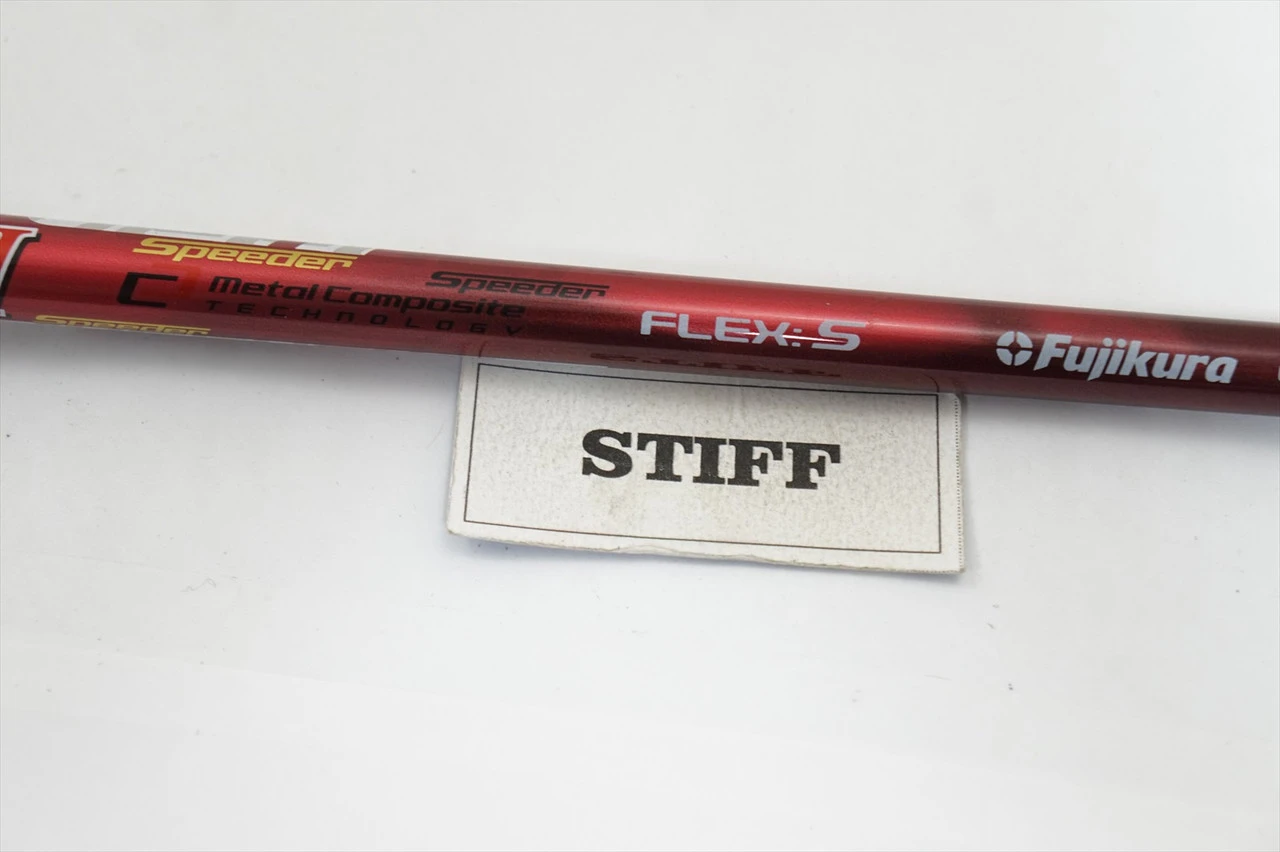 Speeder
Speeder
C Metal Composite
TECHNOLOGY
Speeder
FLEX: S
Fujikura
STIFF